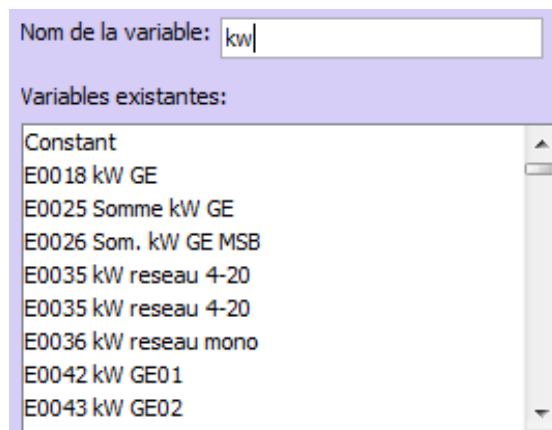 Nom de la variable: kw
Variables existantes:
Constant
E0018 kW GE
E0025 Somme kW GE
E0026 Som. kW GE MSB
E0035 kW reseau 4-20
E0035 kW reseau 4-20
E0036 kW reseau mono
E0042 kW GE01
E0043 kW GE02